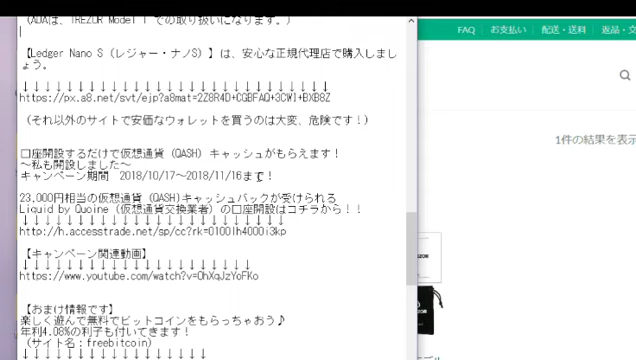 (ADAは、TREZOR Model T での取り扱いになります。)
【Ledger Nano S (レジャー・ナノS) 】は、安心な正規代理店で購入しまし
ょう。
↓↓↓↓↓↓↓↓↓↓↓↓↓↓↓↓↓↓↓↓↓↓↓↓↓↓↓↓
https://px.a8.net/svt/ejp?a8mat=2Z8R4D+CGBFAQ+3CWI+BXB8Z
(それ以外のサイトで安価なウォレットを買うのは大変、危険です!)
口座開設するだけで仮想通貨 (QASH) キャッシュがもらえます!
~私も開設しました~
キャンペーン期間 2018/10/17~2018/11/16まで!
23,000円相当の仮想通貨 (QASH)キャッシュバックが受けられる
Liquid by Quoine (仮想通貨交換業者) の口座開設はコチラから!!
↓↓↓↓↓↓↓↓↓↓↓↓↓↓↓↓↓↓↓↓↓↓↓↓
http://h.accesstrade.net/sp/cc?rk=0100lh4000i3kp
【キャンペーン関連動画】
↓↓↓↓↓↓↓↓↓↓↓↓↓↓↓↓↓↓↓↓↓
https://www.youtube.com/watch?v=OhXqJzYoFKo
【おまけ情報です】
楽しく遊んで無料でビットコインをもらっちゃおう♪
年利4.08%の利子も付いてきます!
(サイト名:freebitcoin)
↓↓↓↓↓↓↓↓↓↓↓↓↓↓↓↓↓
FAQ お支払い 配送・送料 返品・交
1件の結果を表示